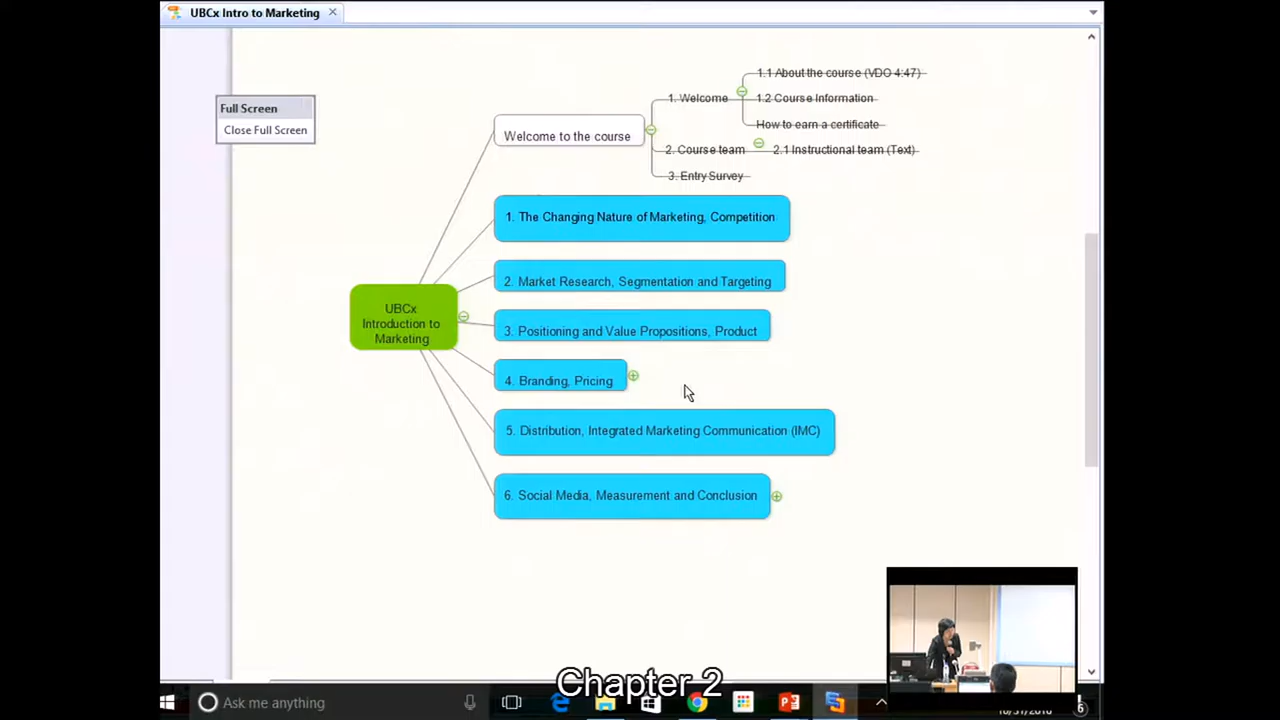 UBCx Intro to Marketing
Full Screen
Close Full Screen
Welcome to the course
1. Welcome
1.1 About the course (VDO 4:47)
1.2 Course Information
How to earn a certificate
2. Course team
2.1 Instructional team (Text)
3. Entry Survey
1. The Changing Nature of Marketing, Competition
2. Market Research, Segmentation and Targeting
UBCx
Introduction to
Marketing
3. Positioning and Value Propositions, Product
4. Branding, Pricing
5. Distribution, Integrated Marketing Communication (IMC)
6. Social Media, Measurement and Conclusion
Chapter 2
Ask me anything
10/31/2016